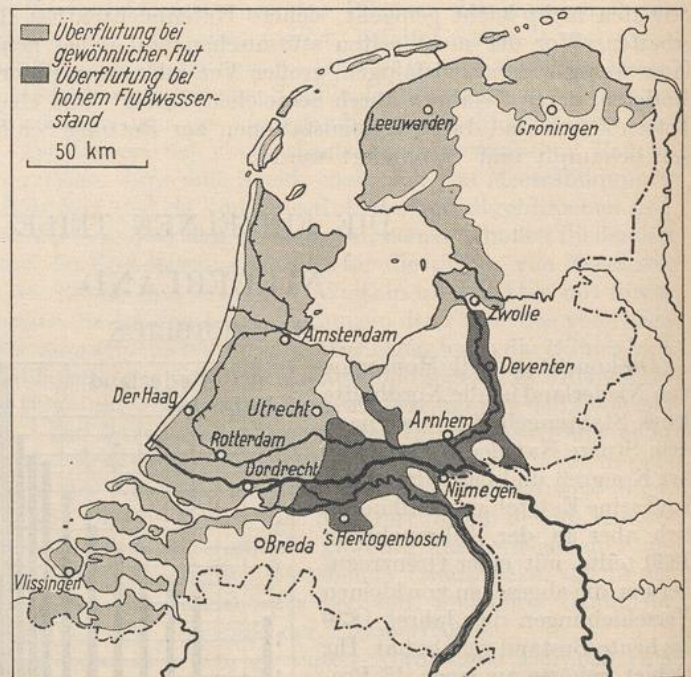 Überflutung bei
gewöhnlicher Flut
Überflutung bei
hohem Flußwasser-
stand
50 km
Leeuwarden
Groningen
Zwolle
Amsterdam
Deventer
Der Haag
Utrecht
Arnhem
Rotterdam
Dordrecht
Nijmegen
's Hertogenbosch
Breda
Vlissingen